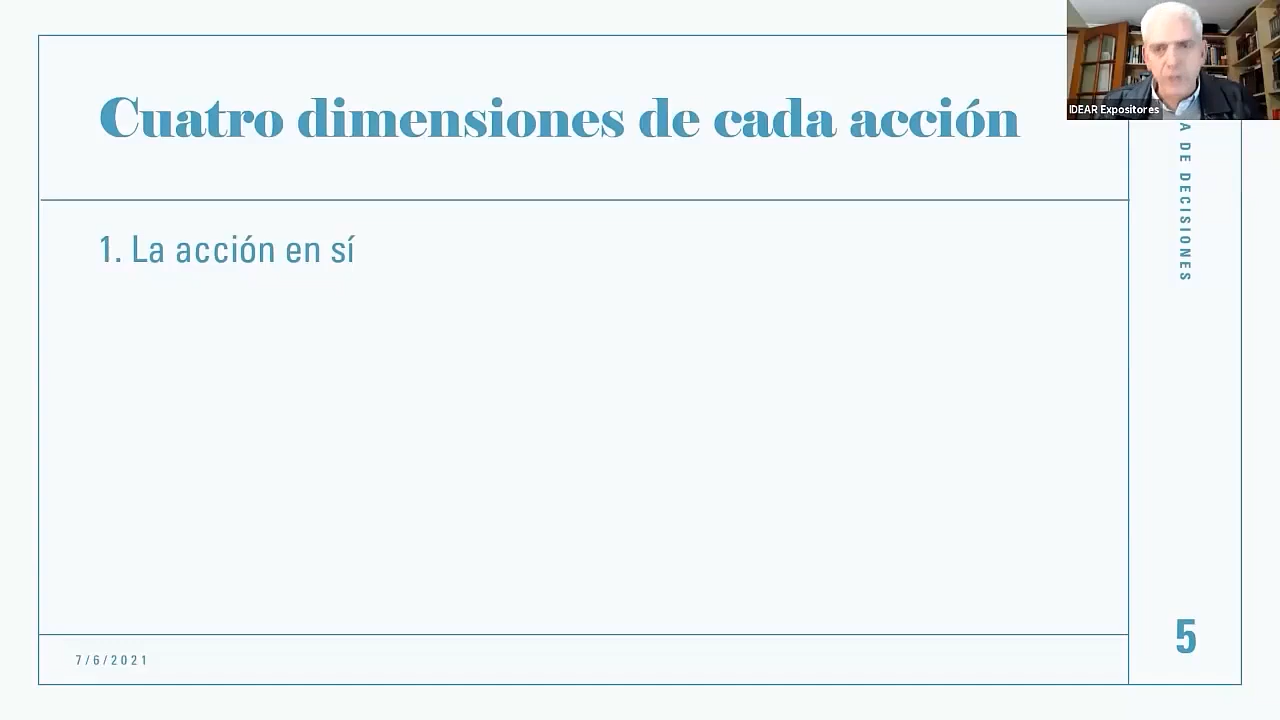 Cuatro dimensiones de cada acción
IDEAR Expositores
A DE DECISIONES
1. La acción en sí
7/6/2021
5